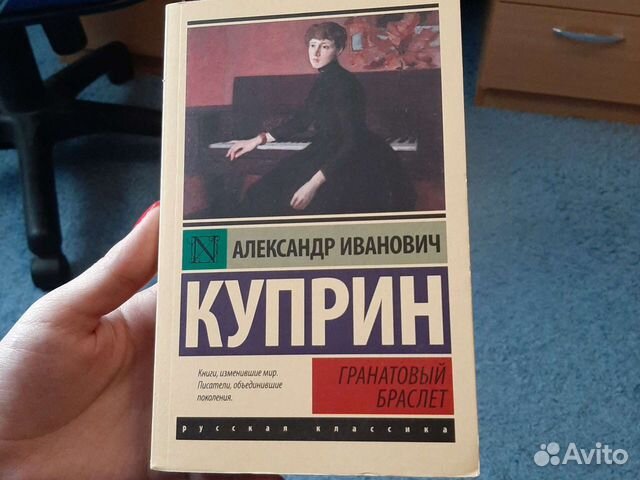 N
АЛЕКСАНДР ИВАНОВИЧ
КУПРИН
Книги, изменившие мир.
Писатели, объединившие
поколения.
ГРАНАТОВЫЙ
БРАСЛЕТ
русская классика
Avito